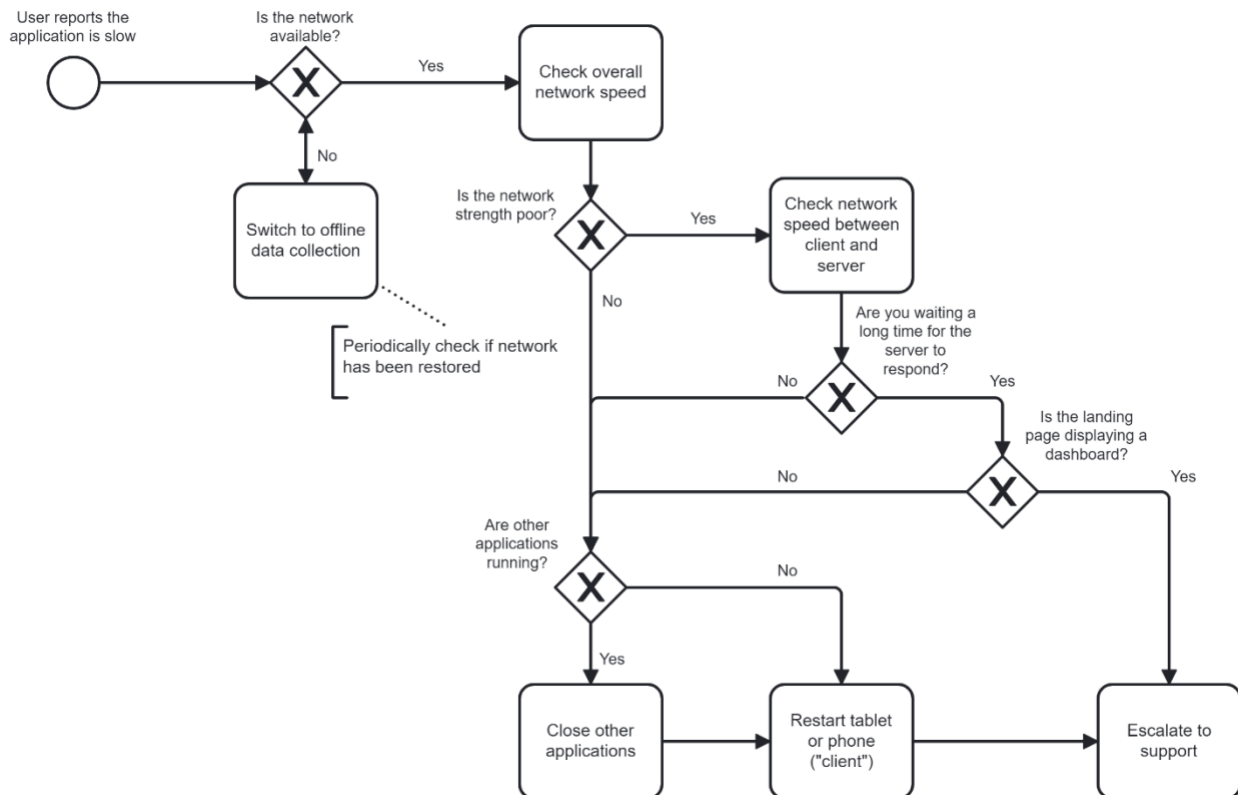 User reports the
application is slow
Is the network
available?
Yes
Check overall
network speed
No
Switch to offline
data collection
Periodically check if network
has been restored
Is the network
strength poor?
Yes
Check network
speed between
client and
server
No
Are you waiting a
long time for the
server to
respond?
No
Yes
Is the landing
page displaying a
dashboard?
No
Yes
Are other
applications
running?
No
Yes
Close other
applications
Restart tablet
or phone
("client")
Escalate to
support